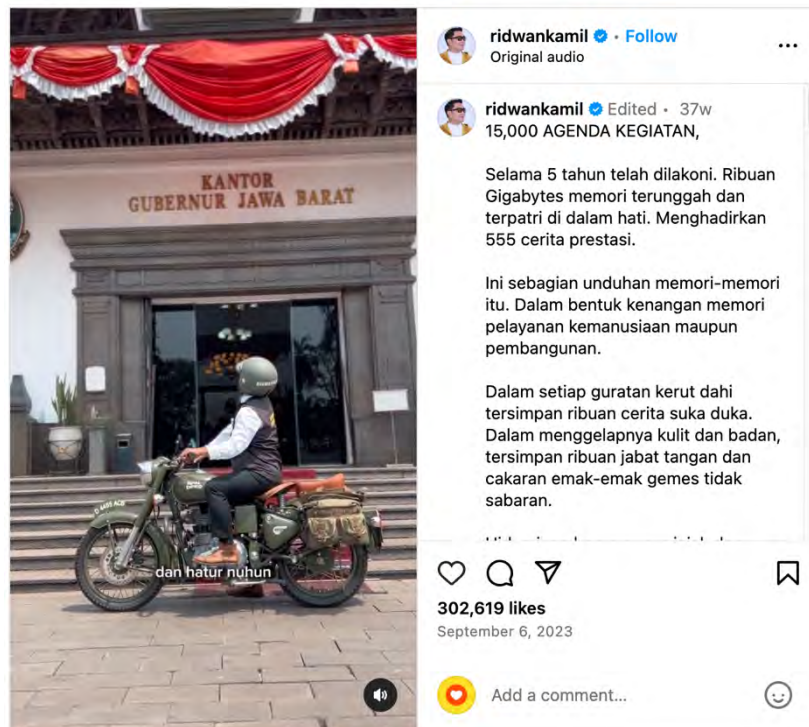 KANTOR
GUBERNUR JAWA BARAT
dan hatur nuhun
ridwankamil • Follow
Original audio
ridwankamil Edited • 37w
15,000 AGENDA KEGIATAN,
Selama 5 tahun telah dilakoni. Ribuan
Gigabytes memori terunggah dan
terpatri di dalam hati. Menghadirkan
555 cerita prestasi.
Ini sebagian unduhan memori-memori
itu. Dalam bentuk kenangan memori
pelayanan kemanusiaan maupun
pembangunan.
Dalam setiap guratan kerut dahi
tersimpan ribuan cerita suka duka.
Dalam menggelapnya kulit dan badan,
tersimpan ribuan jabat tangan dan
cakaran emak-emak gemes tidak
sabaran.
302,619 likes
September 6, 2023
Add a comment...